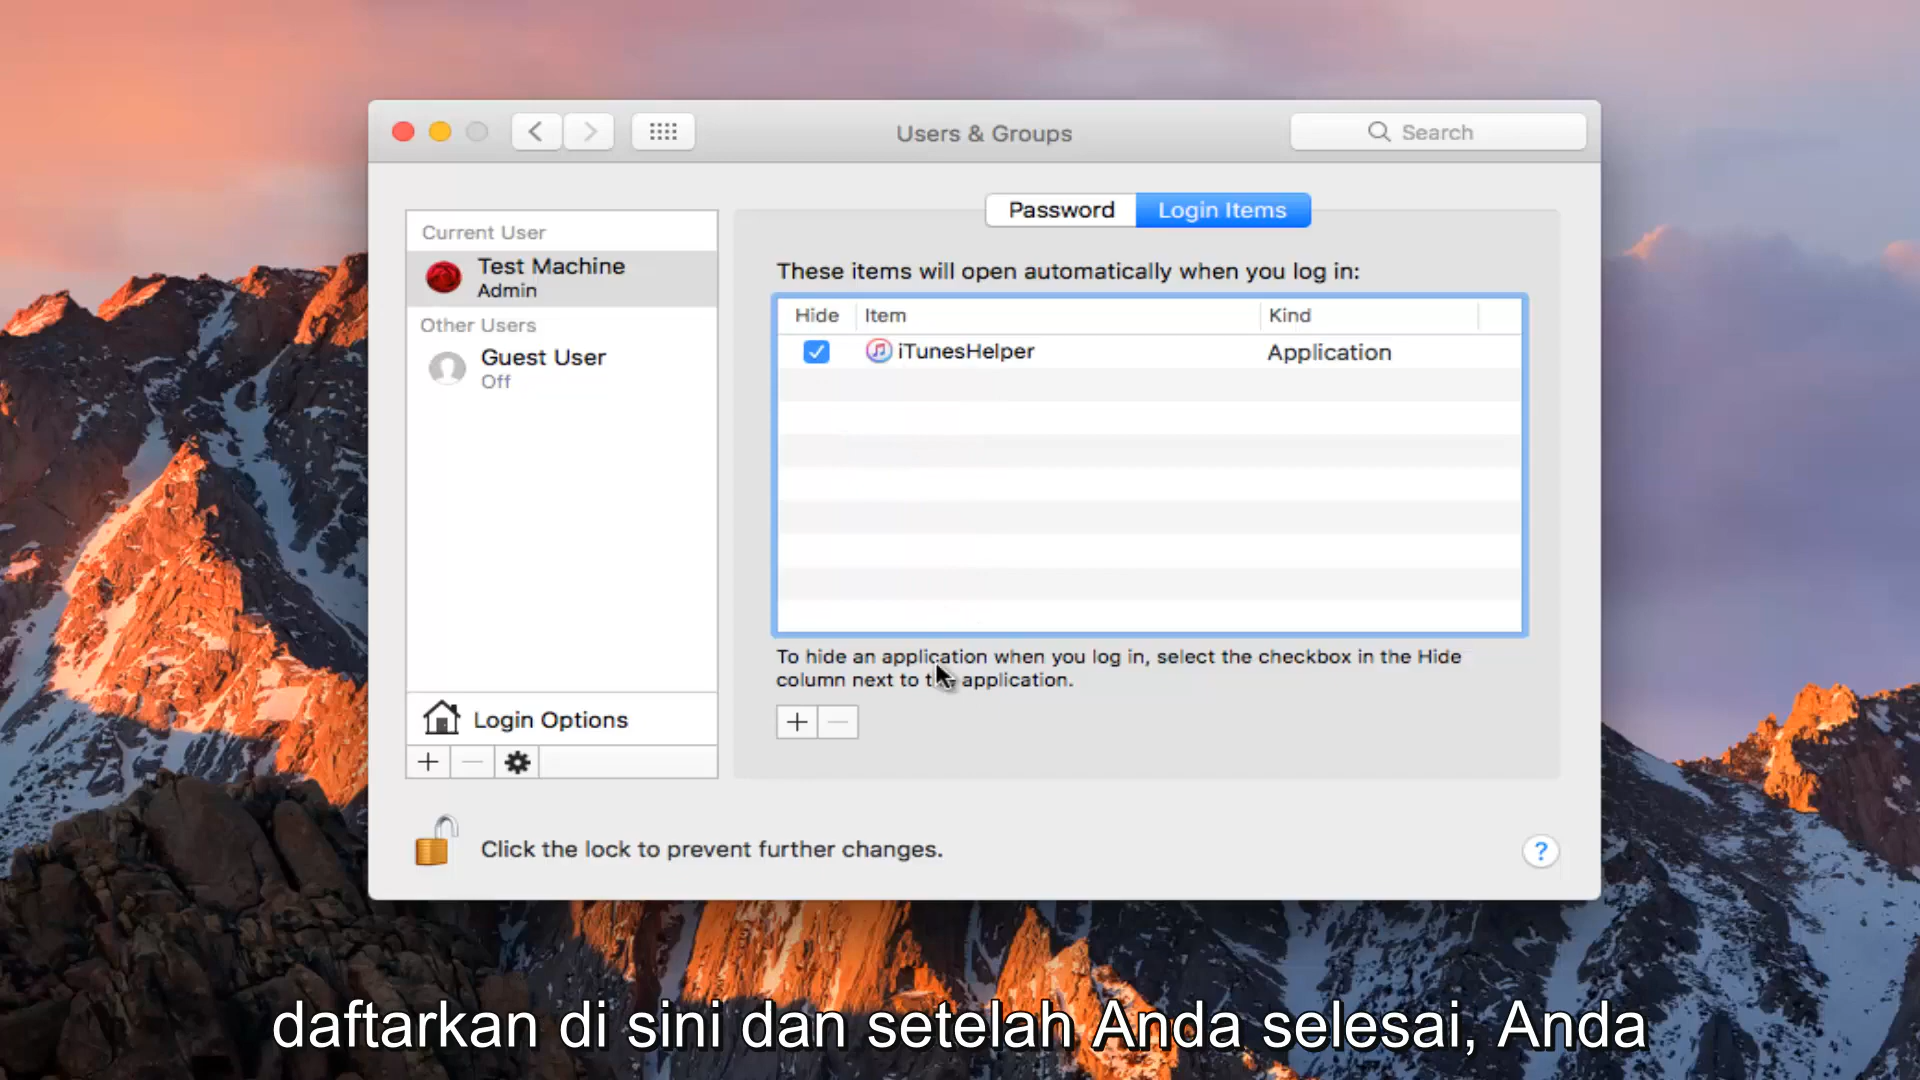 Users & Groups
Search
Password
Login Items
Current User
Test Machine
Admin
Other Users
Guest User
Off
Login Options
These items will open automatically when you log in:
Hide
Item
Kind
iTunesHelper
Application
To hide an application when you log in, select the checkbox in the Hide
column next to the application.
Click the lock to prevent further changes.
?
daftarkan di sini dan setelah Anda selesai, Anda